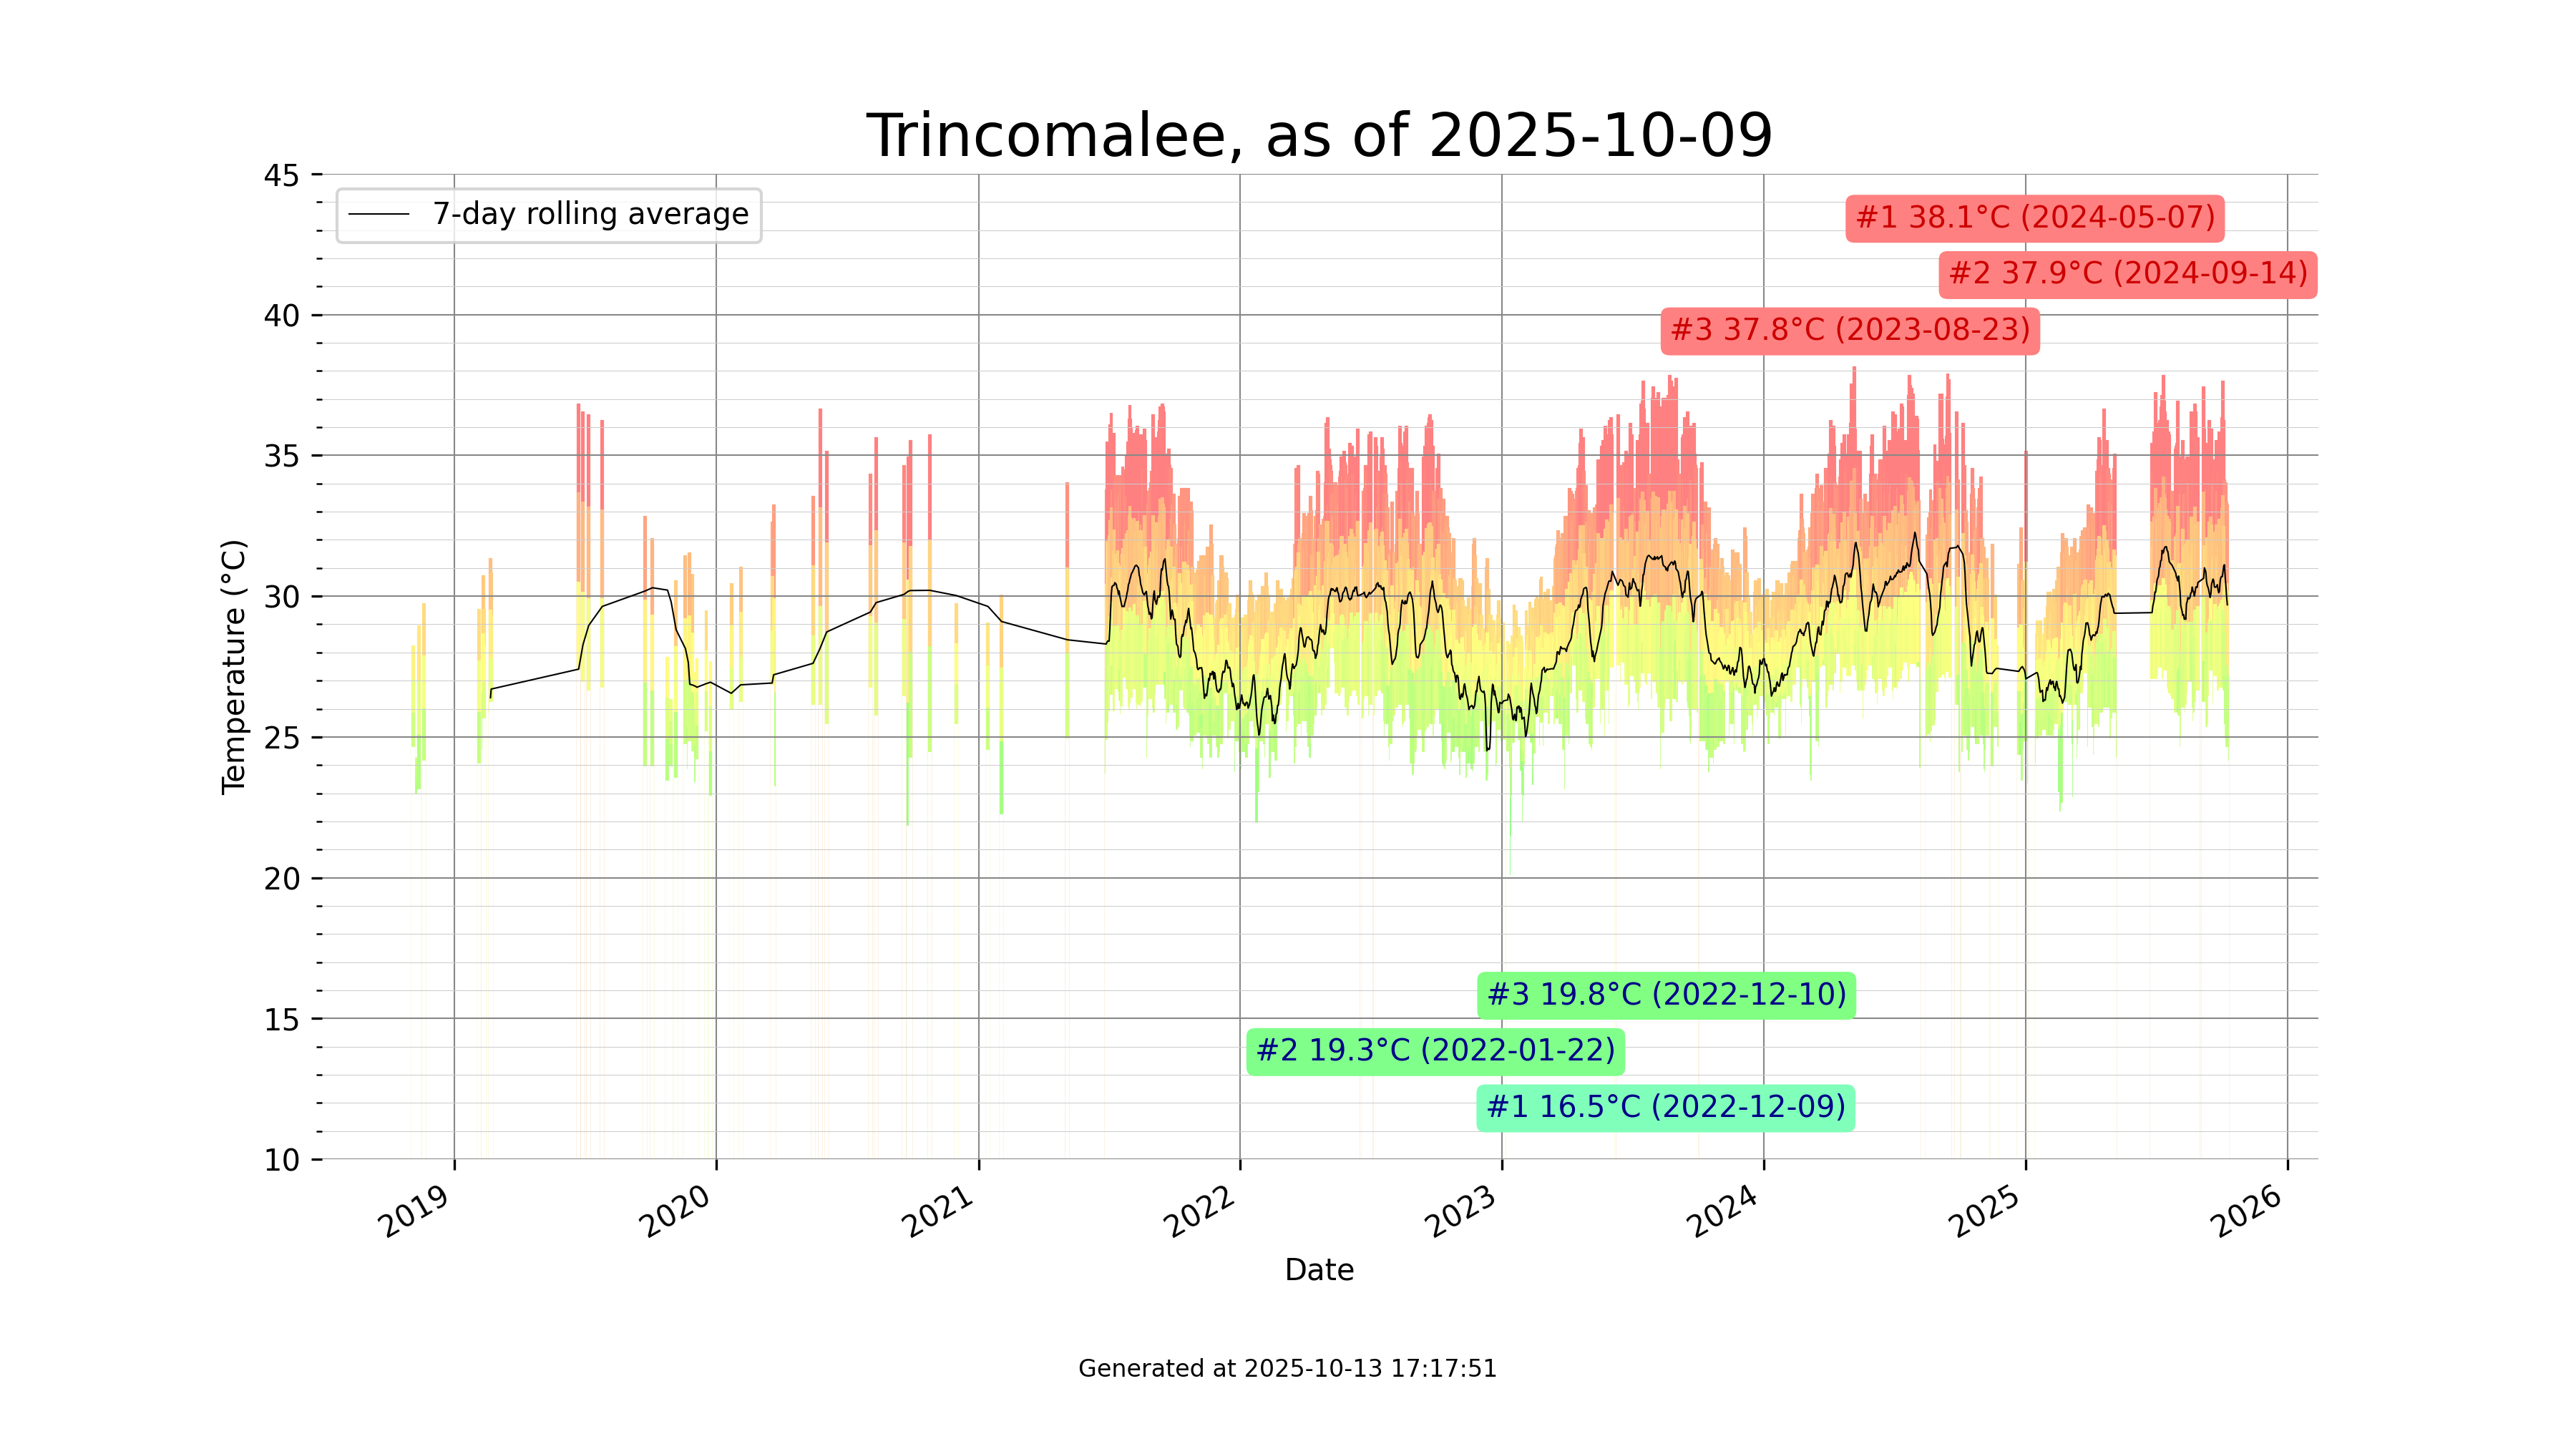 Trincomalee, as of 2025-10-09
45
7-day rolling average
#1 38.1°C (2024-05-07)
#2 37.9°C (2024-09-14)
40
#3 37.8°C (2023-08-23)
35
30
25
20
15
10
Temperature (°C)
#3 19.8°C (2022-12-10)
#2 19.3°C (2022-01-22)
#1 16.5°C (2022-12-09)
2019
2020
2021
2022
2023
2024
2025
2026
Date
Generated at 2025-10-13 17:17:51